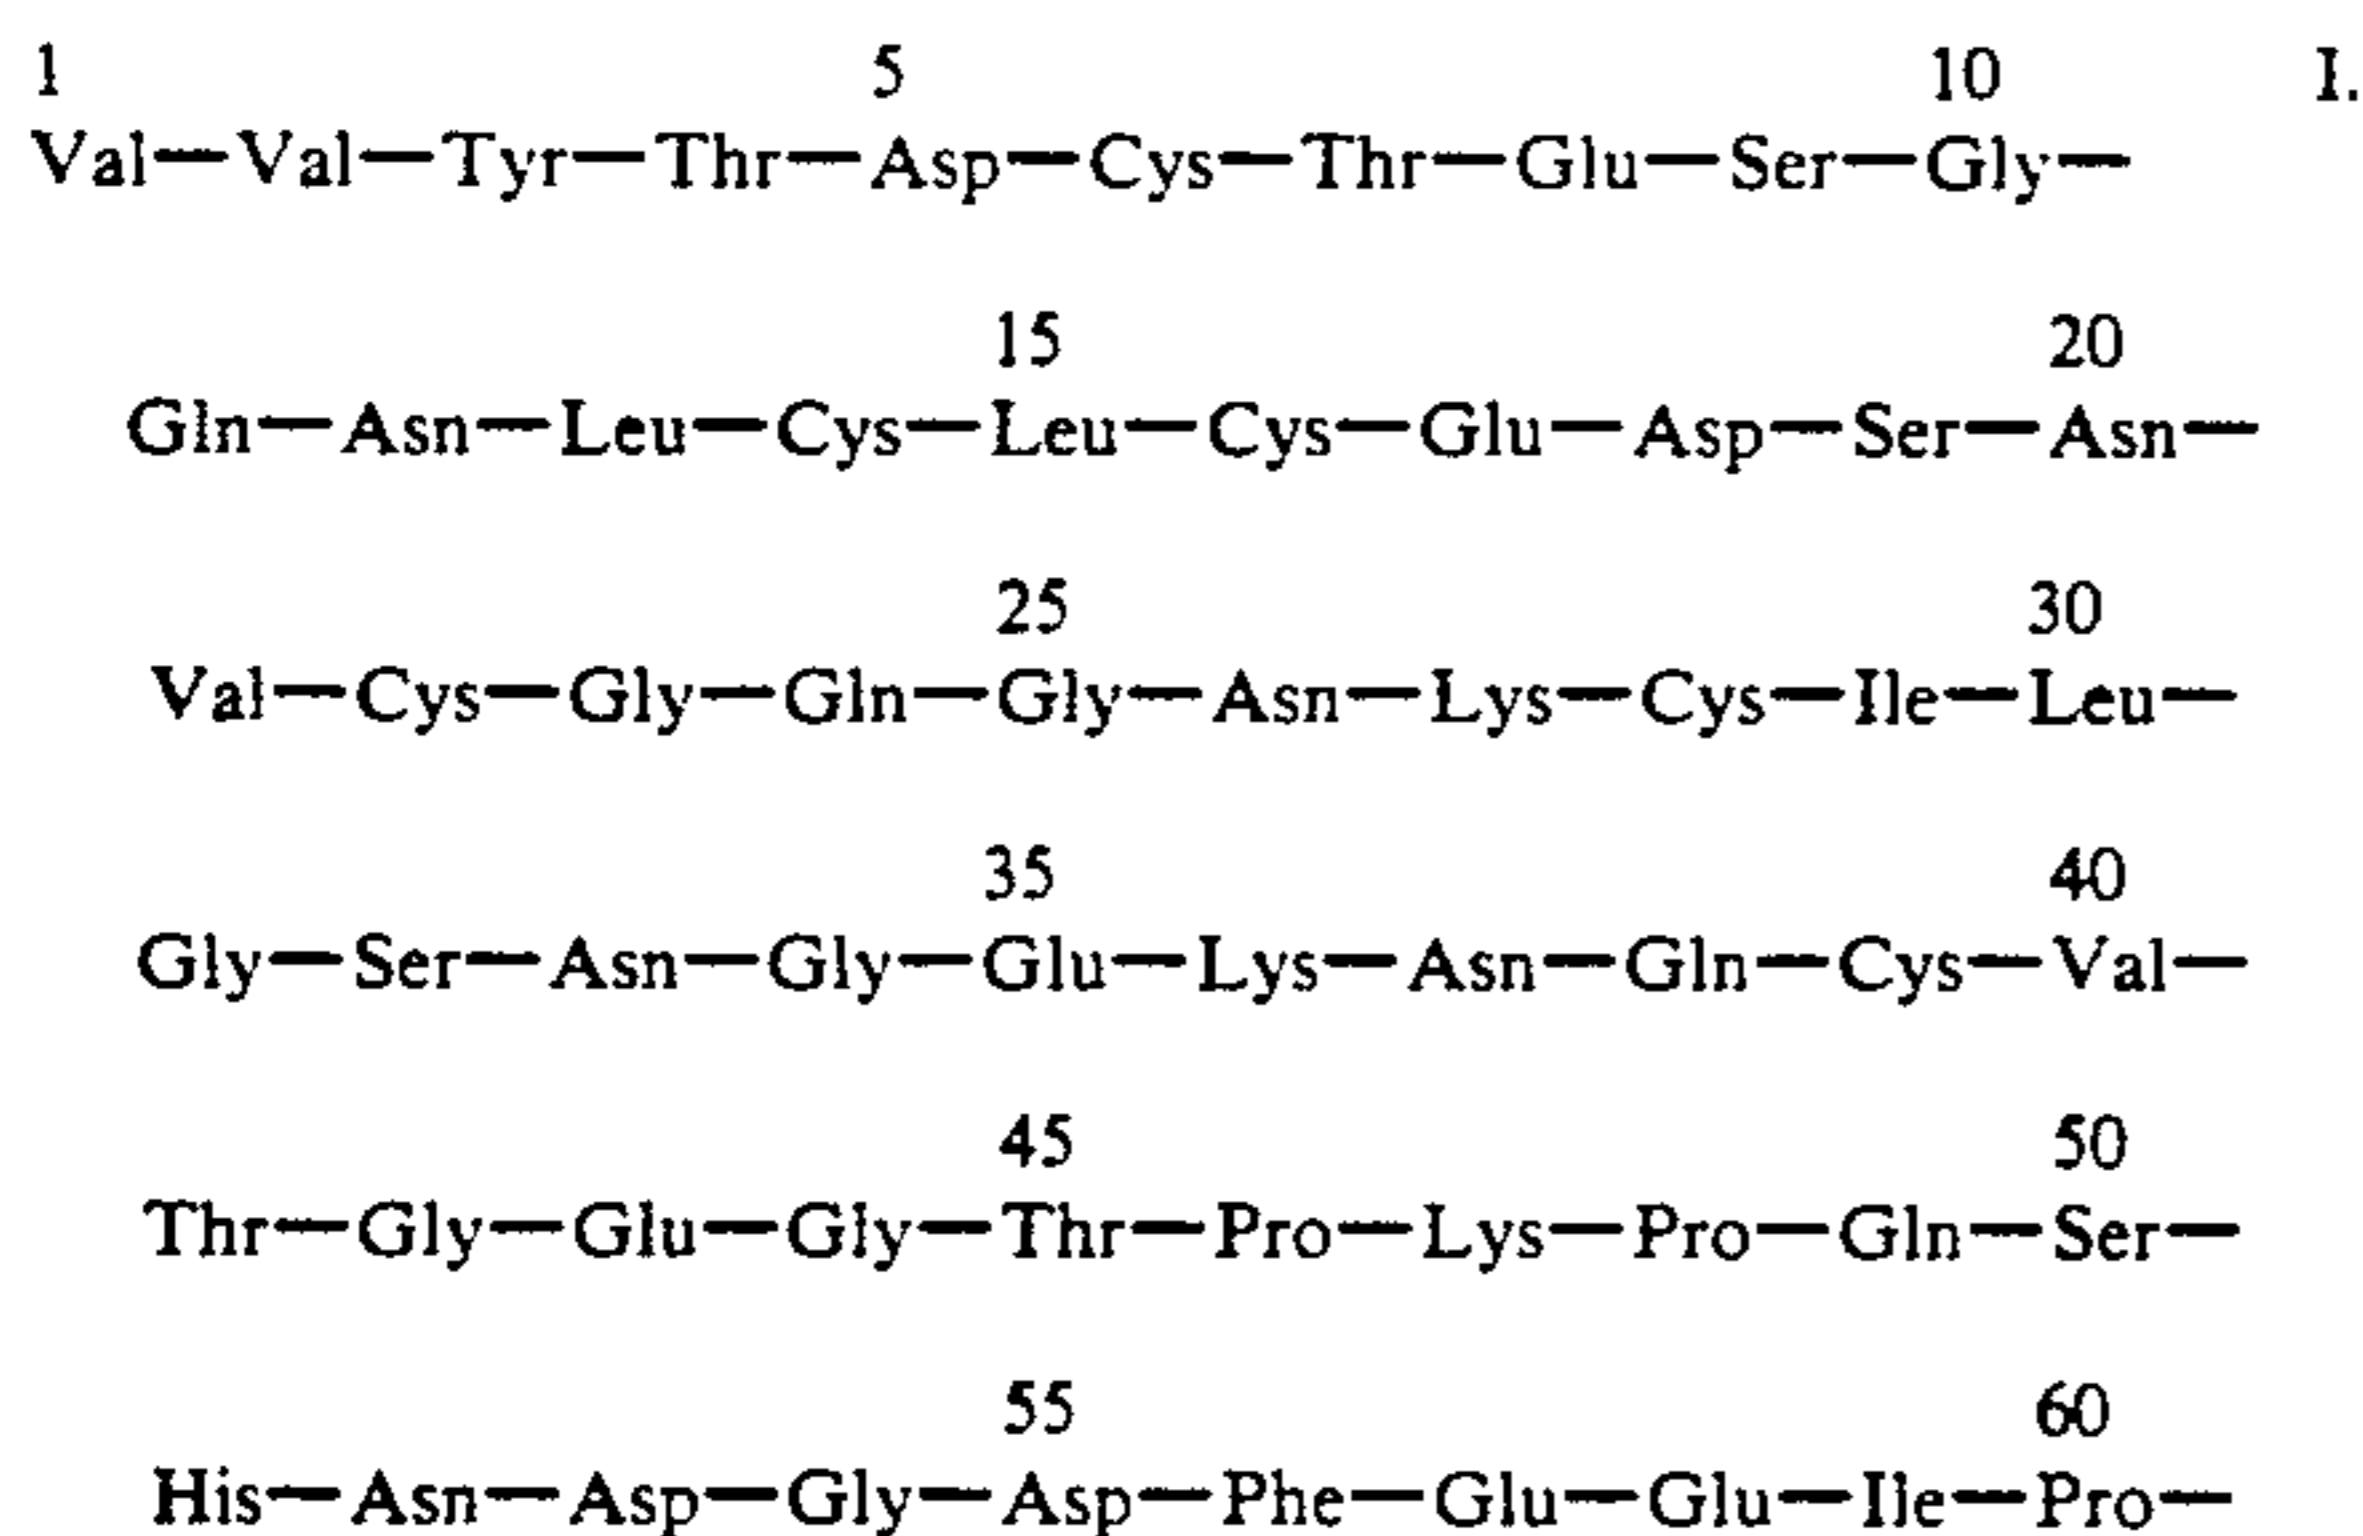 1 5 10 I.
Val—Val—Tyr—Thr—Asp—Cys—Thr—Glu—Ser—Gly—
15 20
Gln—Asn—Leu—Cys—Leu—Cys—Glu—Asp—Ser—Asn—
25 30
Val—Cys—Gly—Gln—Gly—Asn—Lys—Cys—Ile—Leu—
35 40
Gly—Ser—Asn—Gly—Glu—Lys—Asn—Gln—Cys—Val—
45 50
Thr—Gly—Glu—Gly—Thr—Pro—Lys—Pro—Gln—Ser—
55 60
His—Asn—Asp—Gly—Asp—Phe—Glu—Glu—Ile—Pro—